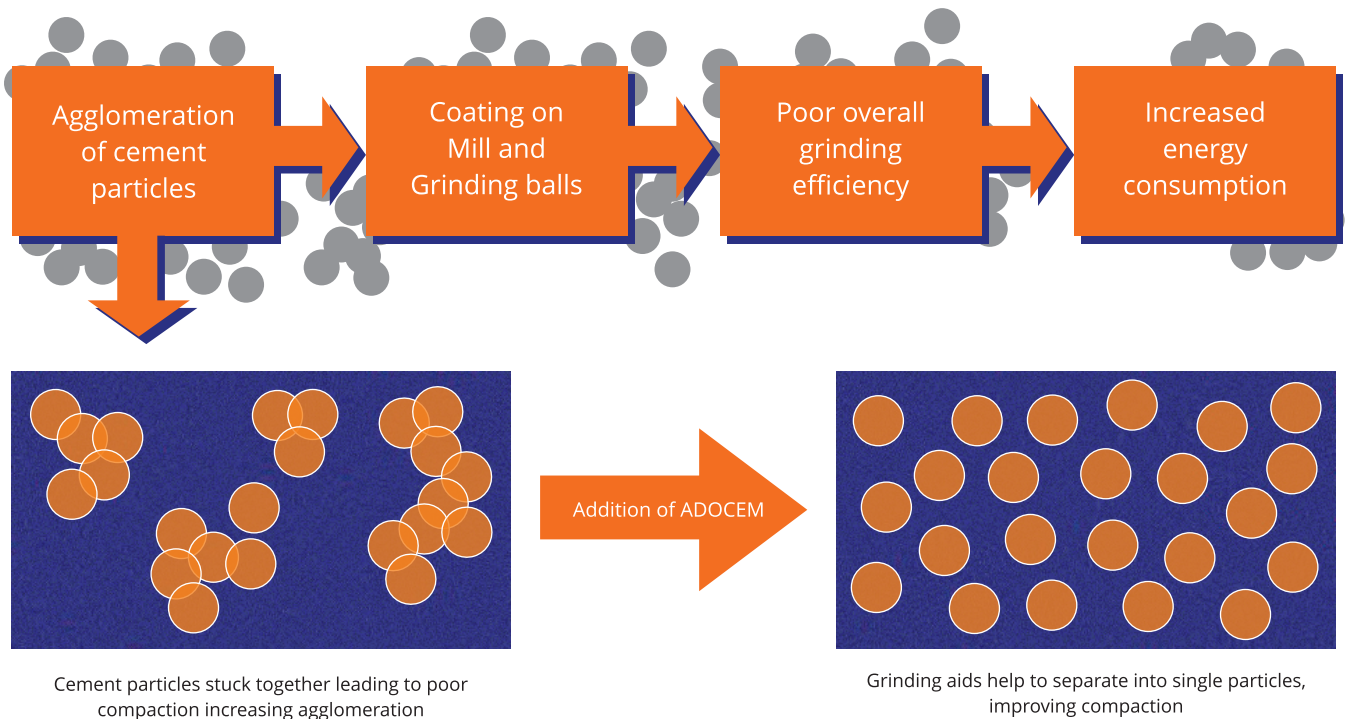 Agglomeration
of cement
particles
Coating on
Mill and
Grinding balls
Poor overall
grinding
efficiency
Increased
energy
consumption
Addition of ADOCEM
Cement particles stuck together leading to poor
compaction increasing agglomeration
Grinding aids help to separate into single particles,
improving compaction